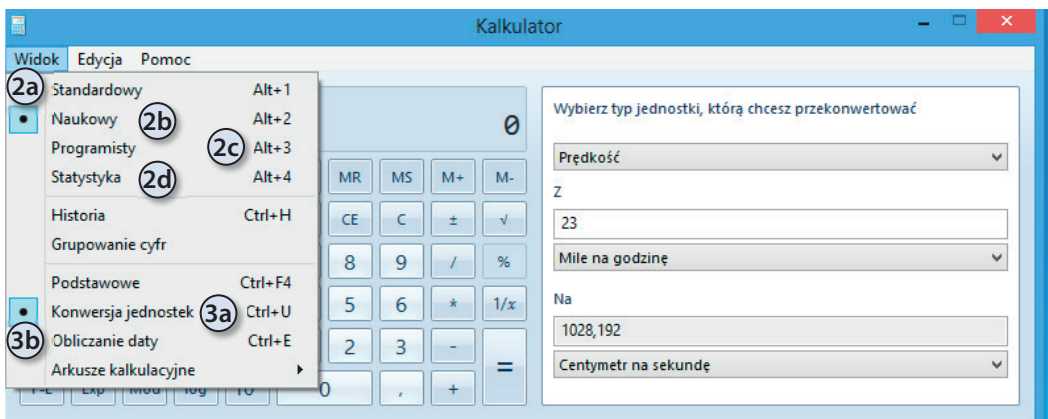 Kalkulator
Widok Edycja Pomoc
2a Standardowy Alt+1
Naukowy 2b Alt+2
Programisty 2c Alt+3
Statystyka 2d Alt+4
Historia Ctrl+H
Grupowanie cyfr
Podstawowe Ctrl+F4
Konwersja jednostek 3a Ctrl+U
3b Obliczanie daty Ctrl+E
Arkusze kalkulacyjne
0
MR MS M+ M-
CE C ± √
8 9 / %
5 6 * 1/x
2 3 - =
F-E Exp Mod log 0 , +
Wybierz typ jednostki, którą chcesz przekonwertować
Prędkość
Z
23
Mile na godzinę
Na
1028,192
Centymetr na sekundę